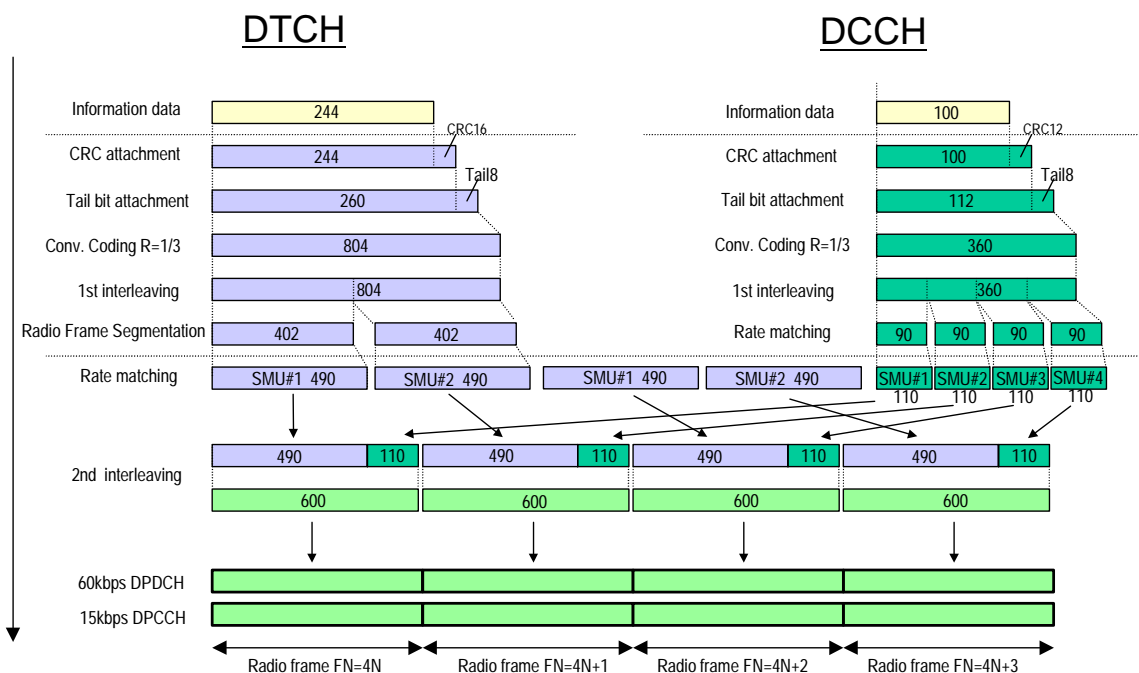 DTCH DCCH
Information data 244 Information data 100
CRC16 CRC12
CRC attachment 244 CRC attachment 100
Tail8 Tail8
Tail bit attachment 260 Tail bit attachment 112
Conv. Coding R=1/3 804 Conv. Coding R=1/3 360
1st interleaving 804 1st interleaving 360
Radio Frame Segmentation 402 402 Rate matching 90 90 90 90
Rate matching SMU#1 490 SMU#2 490 SMU#1 490 SMU#2 490 SMU#1 SMU#2 SMU#3 SMU#4
110 110 110 110
490 110 490 110 490 110 490 110
2nd interleaving
600 600 600 600
60kbps DPDCH
15kbps DPCCH
Radio frame FN=4N Radio frame FN=4N+1 Radio frame FN=4N+2 Radio frame FN=4N+3